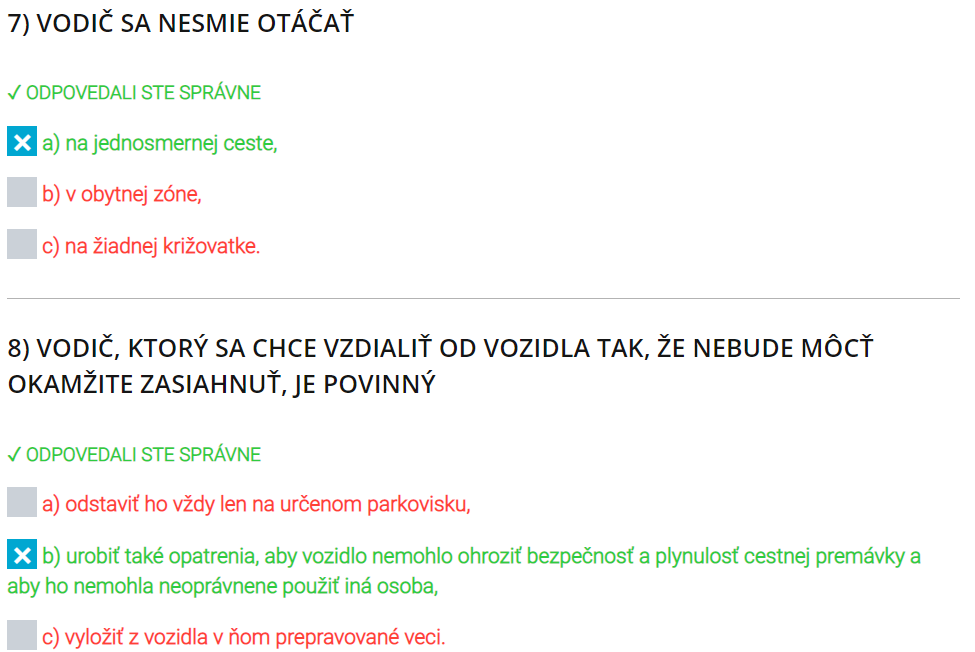 7) VODIČ SA NESMIE OTÁČAŤ
✓ ODPOVEDALI STE SPRÁVNE
a) na jednosmernej ceste,
b) v obytnej zóne,
c) na žiadnej križovatke.
8) VODIČ, KTORÝ SA CHCE VZDIALIŤ OD VOZIDLA TAK, ŽE NEBUDE MÔCŤ
OKAMŽITE ZASIAHNUŤ, JE POVINNÝ
✓ ODPOVEDALI STE SPRÁVNE
a) odstaviť ho vždy len na určenom parkovisku,
b) urobiť také opatrenia, aby vozidlo nemohlo ohroziť bezpečnosť a plynulosť cestnej premávky a
aby ho nemohla neoprávnene použiť iná osoba,
c) vyložiť z vozidla v ňom prepravované veci.